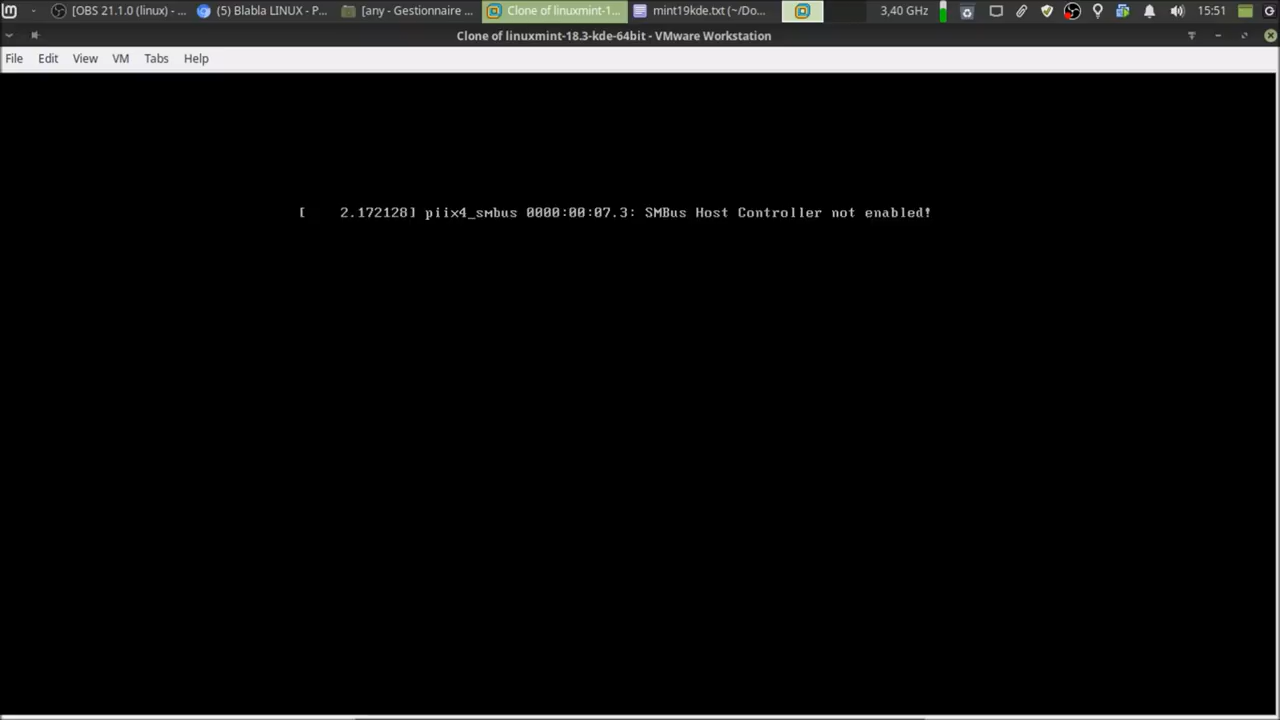 [OBS 21.1.0 (linux) - ... (5) Blabla LINUX - P... [any - Gestionnaire ... Clone of linuxmint-1... mint19kde.txt (~/Do... 3,40 GHz 15:51
Clone of linuxmint-18.3-kde-64bit - VMware Workstation
File Edit View VM Tabs Help
[    2.172128] piix4_smbus 0000:00:07.3: SMBus Host Controller not enabled!